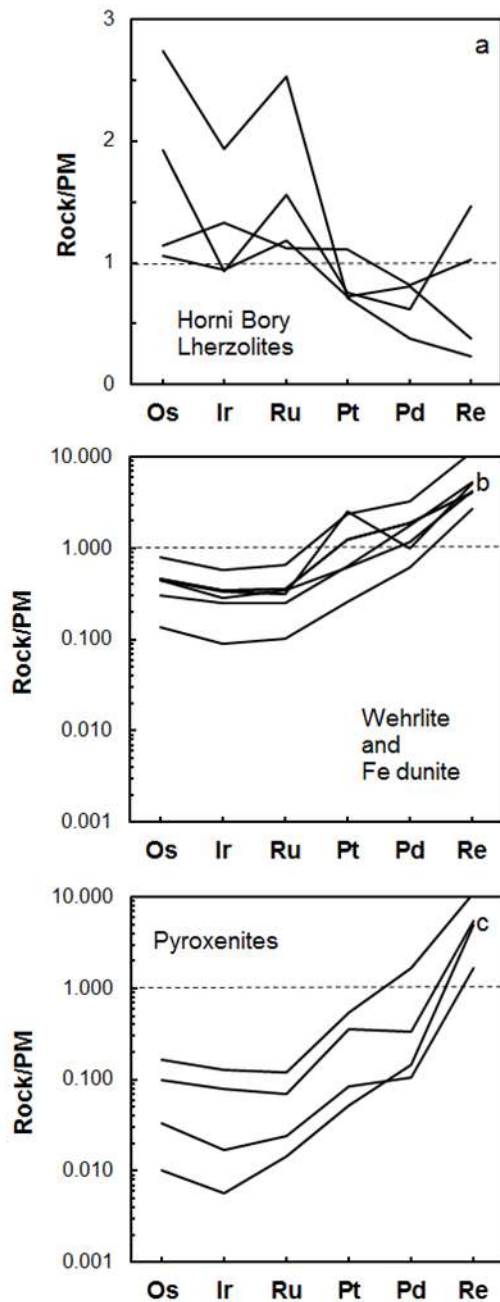 3
a
2
Rock/PM
1
Horni Bory
Lherzolites
0
Os Ir Ru Pt Pd Re
10.000
b
1.000
Rock/PM
0.100
Wehrlite
and
Fe dunite
0.010
0.001
Os Ir Ru Pt Pd Re
10.000
Pyroxenites
c
1.000
Rock/PM
0.100
0.010
0.001
Os Ir Ru Pt Pd Re